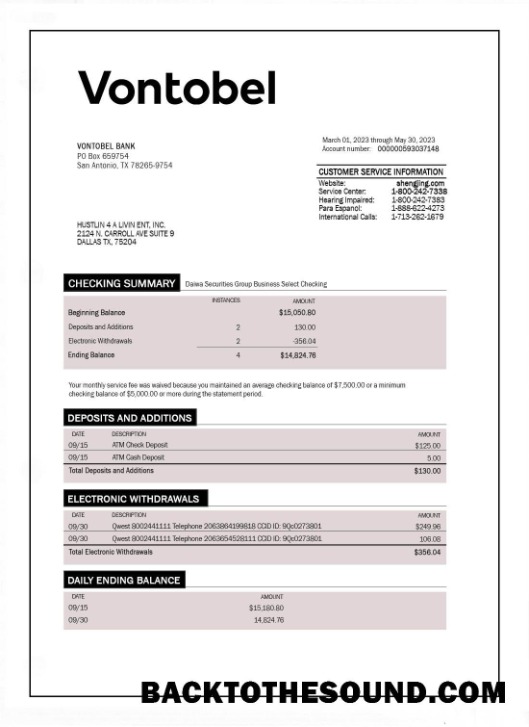 Vontobel
VONTOBEL BANK
PO Box 659754
San Antonio, TX 78265-9754
March 01, 2023 through May 30, 2023
Account number: 000000593037148
CUSTOMER SERVICE INFORMATION
Website: shengjing.com
Service Center: 1-800-242-7338
Hearing Impaired: 1-800-242-7383
Para Espanol: 1-888-622-4273
International Calls: 1-713-262-1679
HUSTLIN 4 A LIVIN ENT, INC.
2124 N. CARROLL AVE SUITE 9
DALLAS TX, 75204
CHECKING SUMMARY Daiwa Securities Group Business Select Checking
INSTANCES AMOUNT
Beginning Balance $15,050.80
Deposits and Additions 2 130.00
Electronic Withdrawals 2 -356.04
Ending Balance 4 $14,824.76
Your monthly service fee was waived because you maintained an average checking balance of $7,500.00 or a minimum
checking balance of $5,000.00 or more during the statement period.
DEPOSITS AND ADDITIONS
DATE DESCRIPTION AMOUNT
09/15 ATM Check Deposit $125.00
09/15 ATM Cash Deposit 5.00
Total Deposits and Additions $130.00
ELECTRONIC WITHDRAWALS
DATE DESCRIPTION AMOUNT
09/30 Qwest 8002441111 Telephone 2063864199818 CCID ID: 9Qc0273801 $249.96
09/30 Qwest 8002441111 Telephone 2063654528111 CCID ID: 9Qc0273801 106.08
Total Electronic Withdrawals $356.04
DAILY ENDING BALANCE
DATE AMOUNT
09/15 $15,180.80
09/30 14,824.76
BACKTOTHESOUND.COM